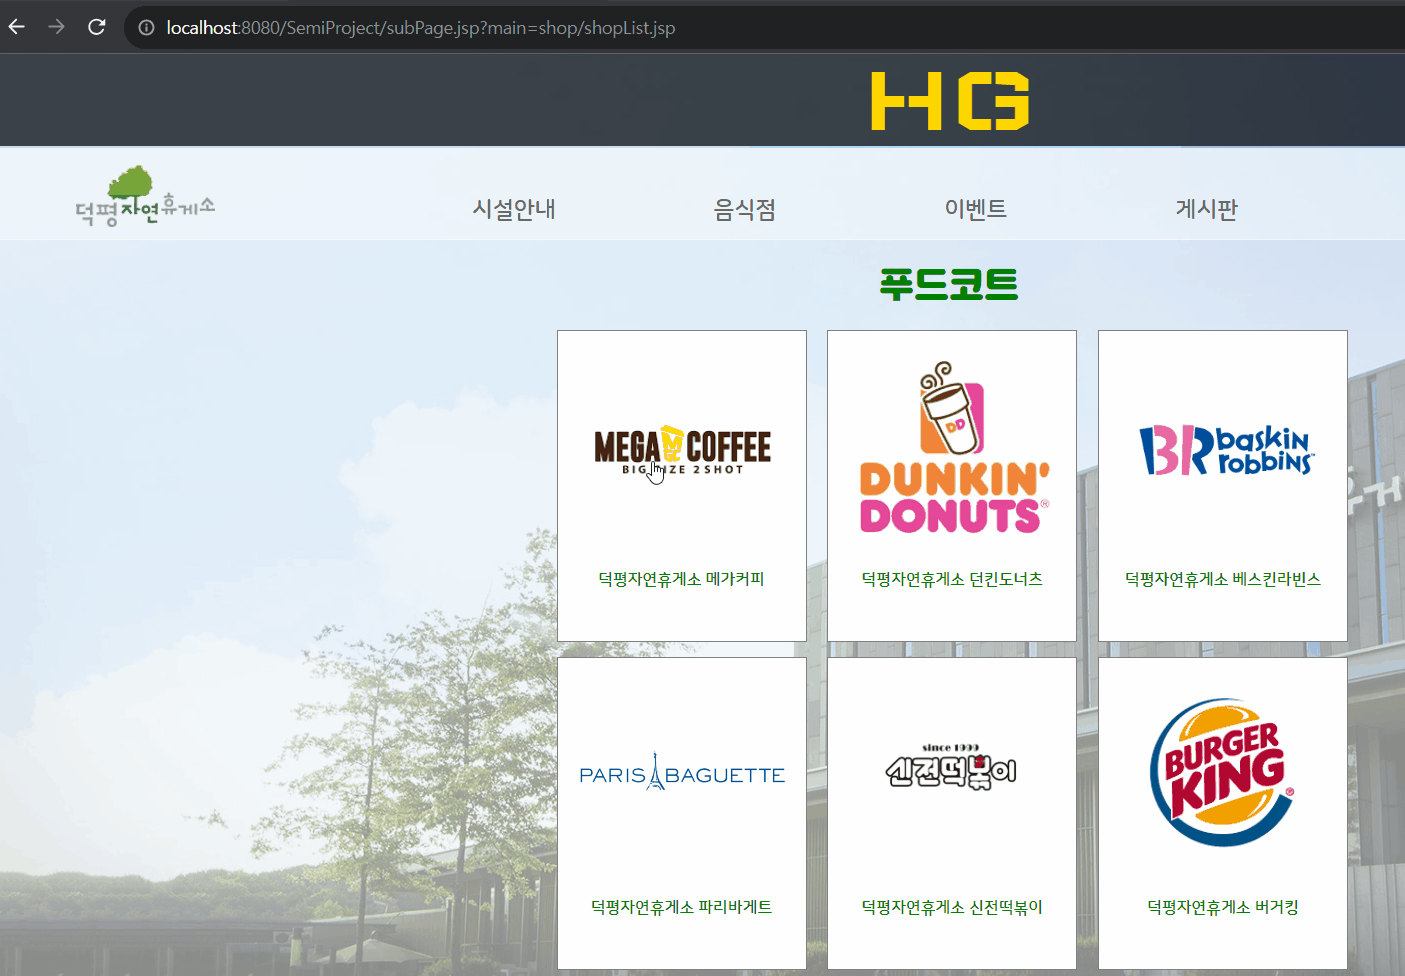 localhost:8080/SemiProject/subPage.jsp?main=shop/shopList.jsp
HG
덕평자연휴게소
시설안내
음식점
이벤트
게시판
푸드코트
MEGA COFFEE
DUNKIN'
DONUTS®
BR baskin
robbins
덕평자연휴게소 메가커피
덕평자연휴게소 던킨도너츠
덕평자연휴게소 베스킨라빈스
PARIS BAGUETTE
since 1999
신전떡볶이
BURGER
KING®
덕평자연휴게소 파리바게트
덕평자연휴게소 신전떡볶이
덕평자연휴게소 버거킹